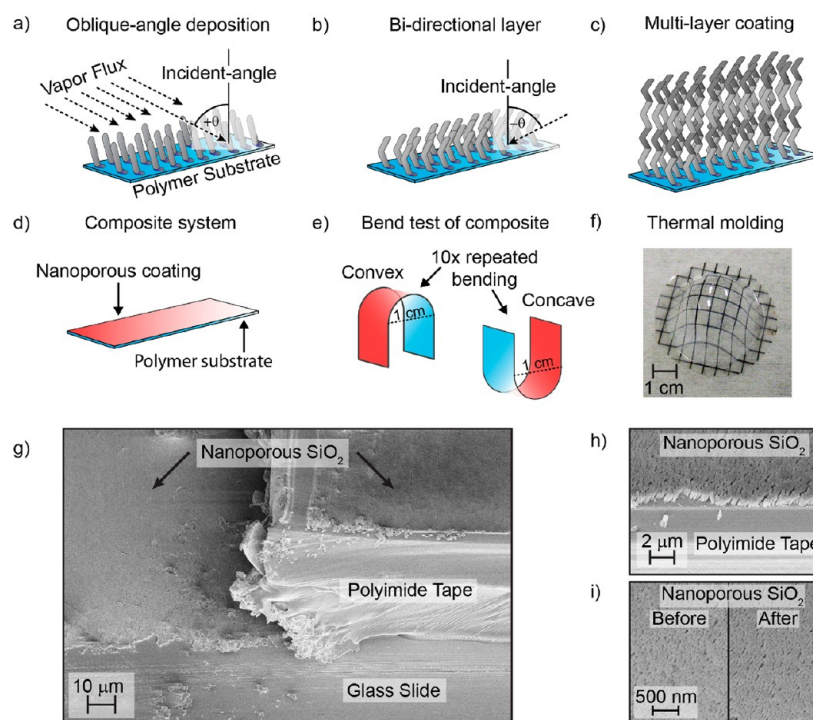 a) Oblique-angle deposition
Vapor Flux
Incident-angle
+θ
Polymer Substrate
b) Bi-directional layer
Incident-angle
-θ
c) Multi-layer coating
d) Composite system
Nanoporous coating
Polymer substrate
e) Bend test of composite
10x repeated
bending
Convex
Concave
1 cm
1 cm
f) Thermal molding
1 cm
g)
Nanoporous SiO₂
Polyimide Tape
Glass Slide
10 μm
h)
Nanoporous SiO₂
2 μm
Polyimide Tape
i)
Nanoporous SiO₂
Before
After
500 nm